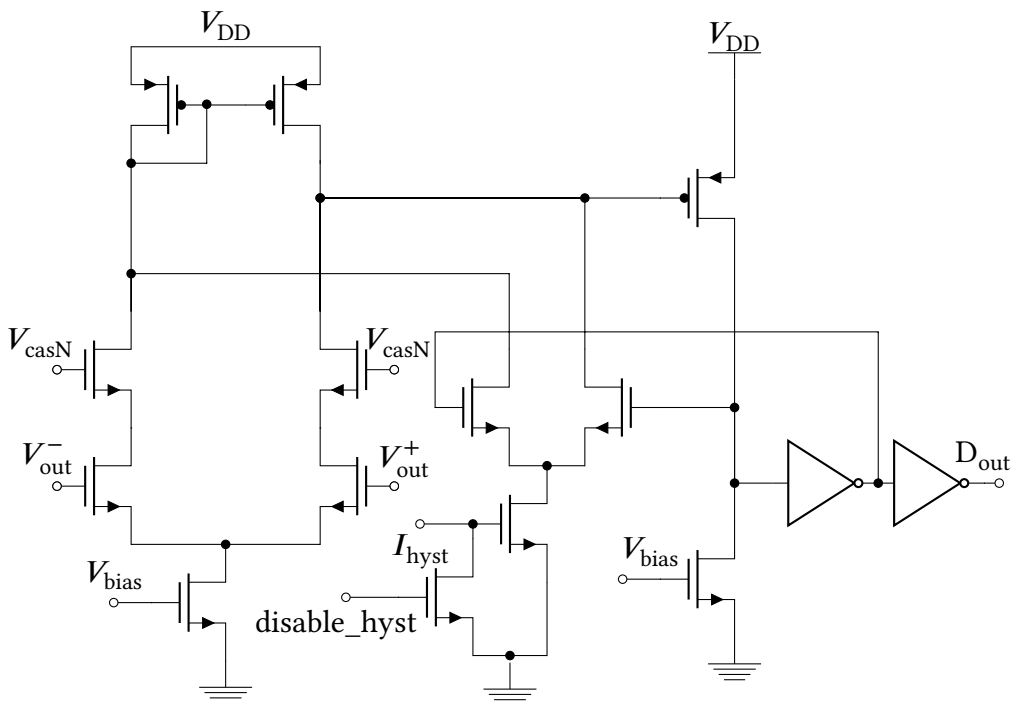 V_DD
V_DD
V_casN
V_casN
V_out^-
V_out^+
D_out
I_hyst
V_bias
V_bias
disable_hyst